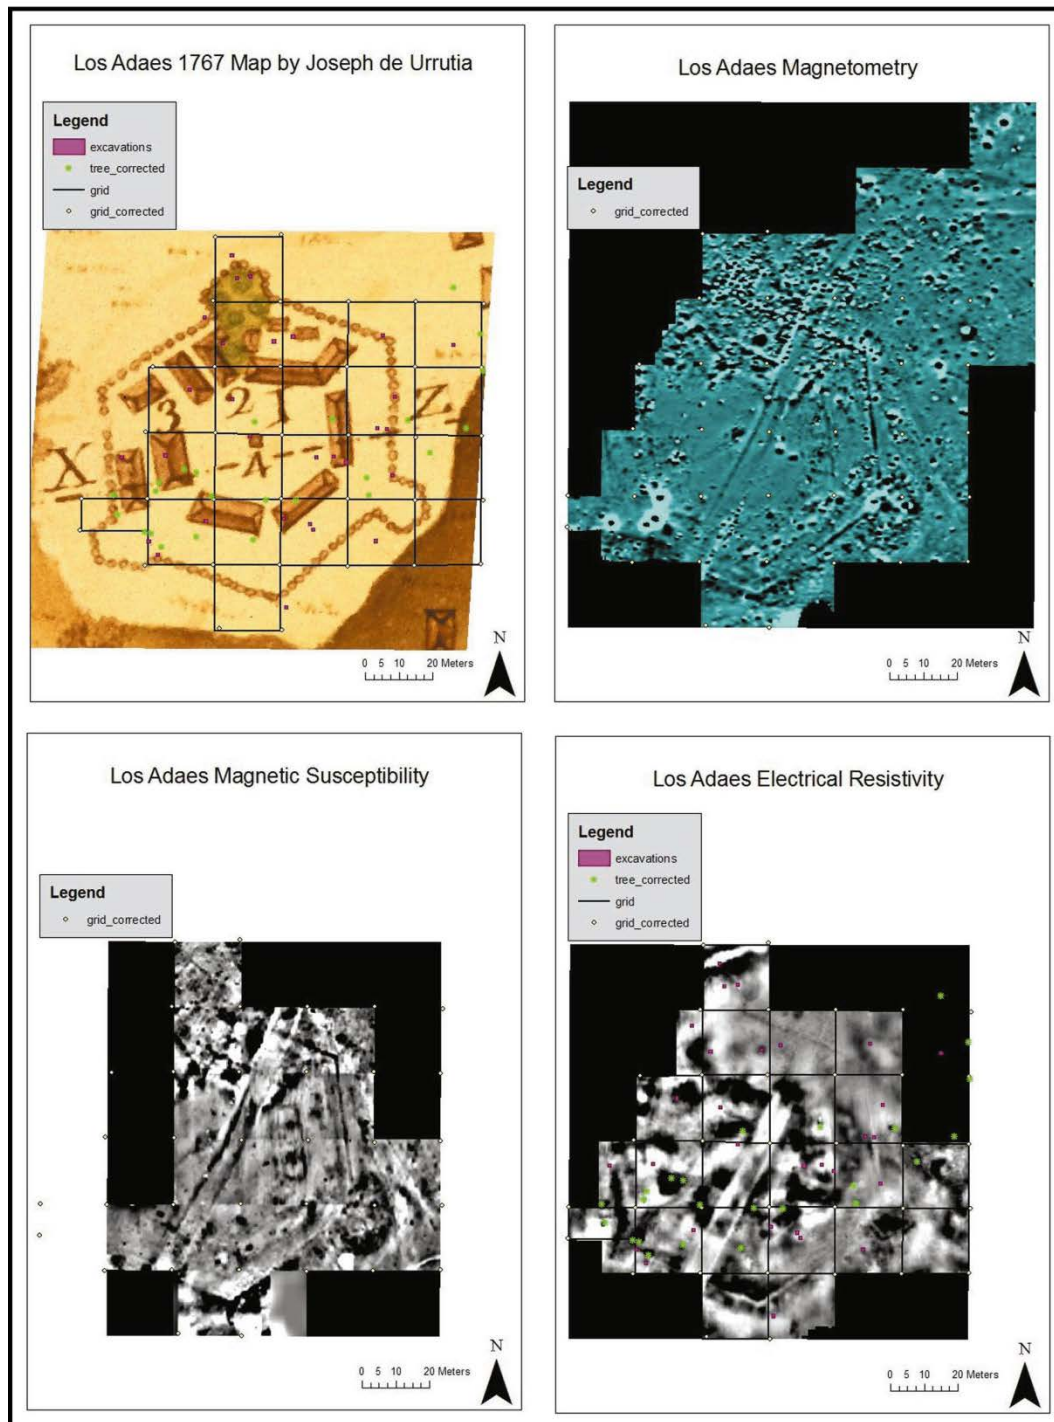 Los Adaes 1767 Map by Joseph de Urrutia
Legend
excavations
tree_corrected
grid
grid_corrected
3
2
1
Z
X
A
N
0 5 10 20 Meters
Los Adaes Magnetometry
Legend
grid_corrected
N
0 5 10 20 Meters
Los Adaes Magnetic Susceptibility
Legend
grid_corrected
N
0 5 10 20 Meters
Los Adaes Electrical Resistivity
Legend
excavations
tree_corrected
grid
grid_corrected
N
0 5 10 20 Meters